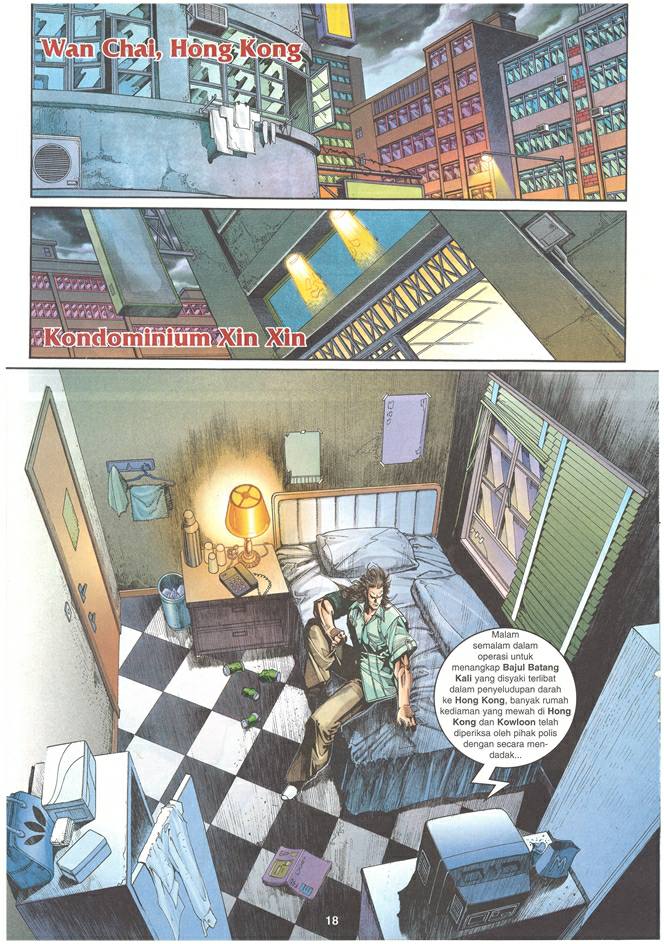 Wan Chai, Hong Kong
Kondominium Xin Xin
Malam
semalam dalam
operasi untuk
menangkap Bajul Batang
Kali yang disyaki terlibat
dalam penyeludupan darah
ke Hong Kong, banyak rumah
kediaman yang mewah di Hong
Kong dan Kowloon telah
diperiksa oleh pihak polis
dengan secara men-
dadak...
18